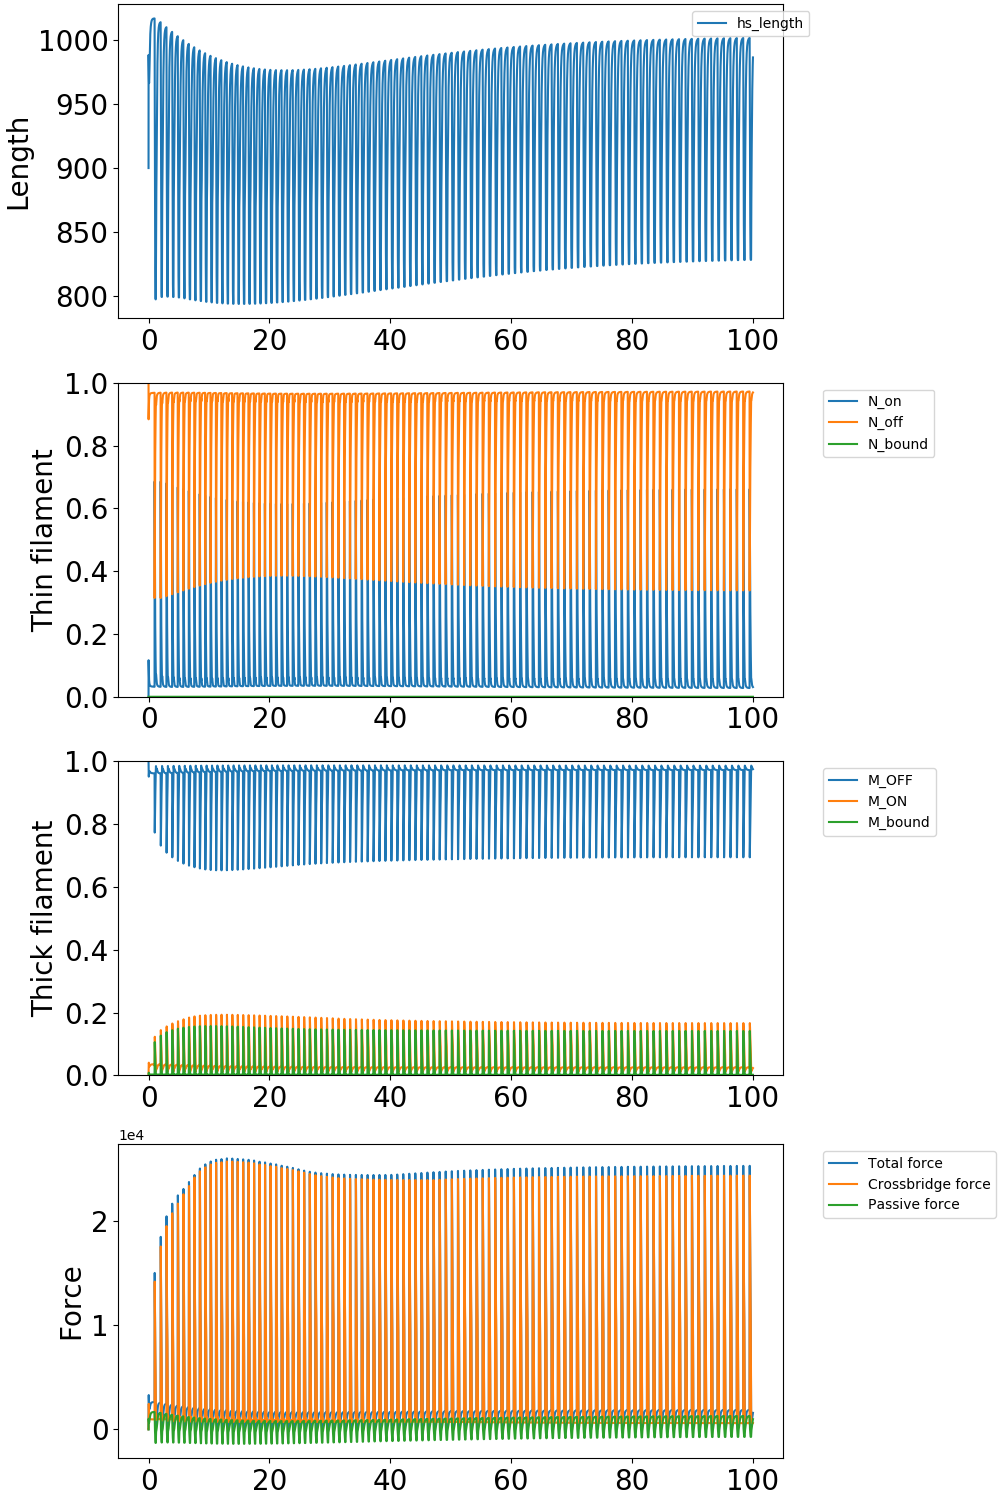 hs_length
1000
950
900
850
800
Length
0 20 40 60 80 100
N_on
N_off
N_bound
1.0
0.8
0.6
0.4
0.2
0.0
Thin filament
0 20 40 60 80 100
M_OFF
M_ON
M_bound
1.0
0.8
0.6
0.4
0.2
0.0
Thick filament
0 20 40 60 80 100
1e4
Total force
Crossbridge force
Passive force
2
1
0
Force
0 20 40 60 80 100